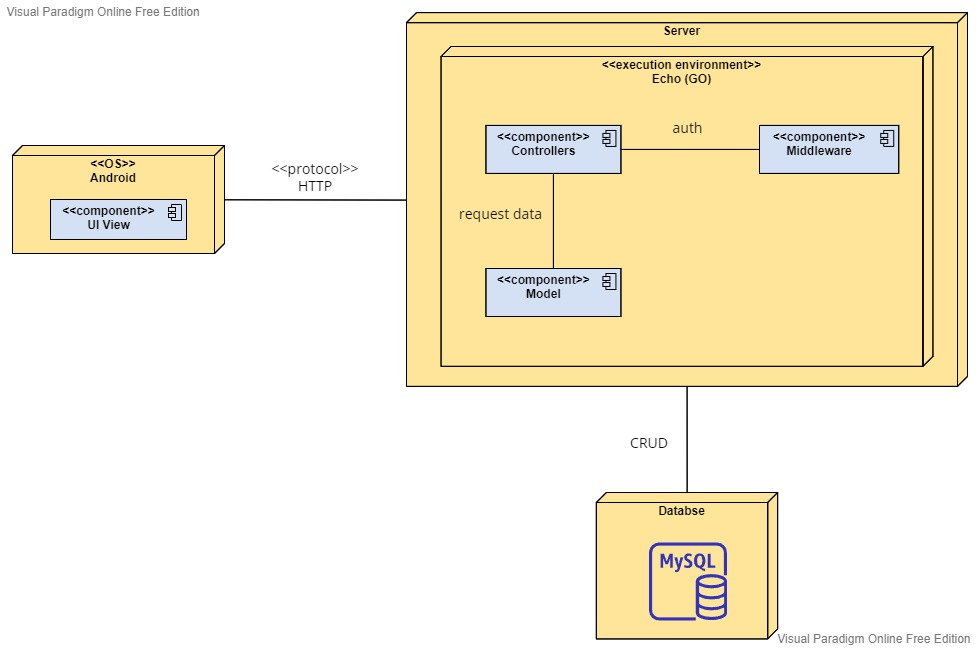 Visual Paradigm Online Free Edition
Server
<<execution environment>>
Echo (GO)
<<component>>
Controllers
auth
<<component>>
Middleware
<<OS>>
Android
<<component>>
UI View
<<protocol>>
HTTP
request data
<<component>>
Model
CRUD
Databse
MySQL
Visual Paradigm Online Free Edition